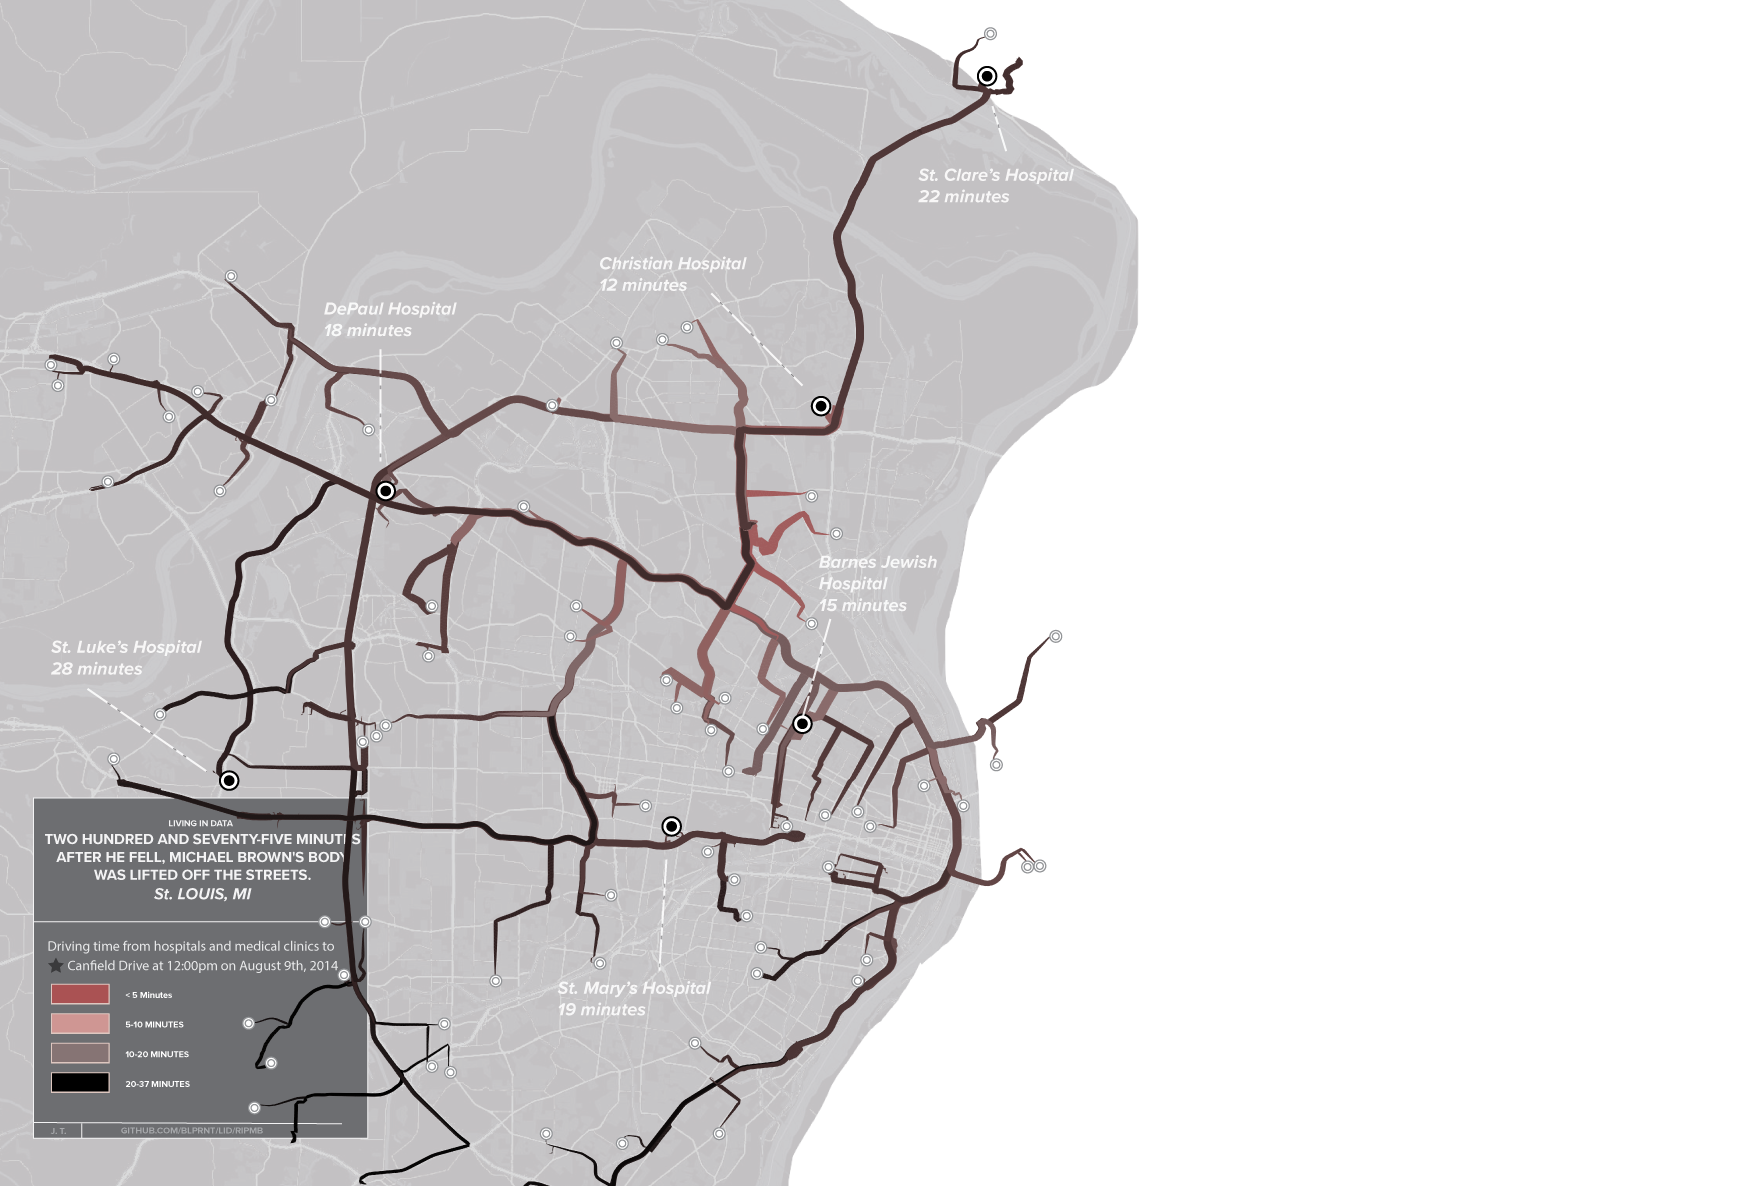 St. Clare's Hospital
22 minutes
Christian Hospital
12 minutes
DePaul Hospital
18 minutes
Barnes Jewish
Hospital
15 minutes
St. Luke's Hospital
28 minutes
St. Mary's Hospital
19 minutes
LIVING IN DATA
TWO HUNDRED AND SEVENTY-FIVE MINUTES
AFTER HE FELL, MICHAEL BROWN'S BODY
WAS LIFTED OFF THE STREETS.
St. LOUIS, MI
Driving time from hospitals and medical clinics to
Canfield Drive at 12:00pm on August 9th, 2014
< 5 Minutes
5-10 MINUTES
10-20 MINUTES
20-37 MINUTES
J. T. GITHUB.COM/BLPRNT/LID/RIPMB